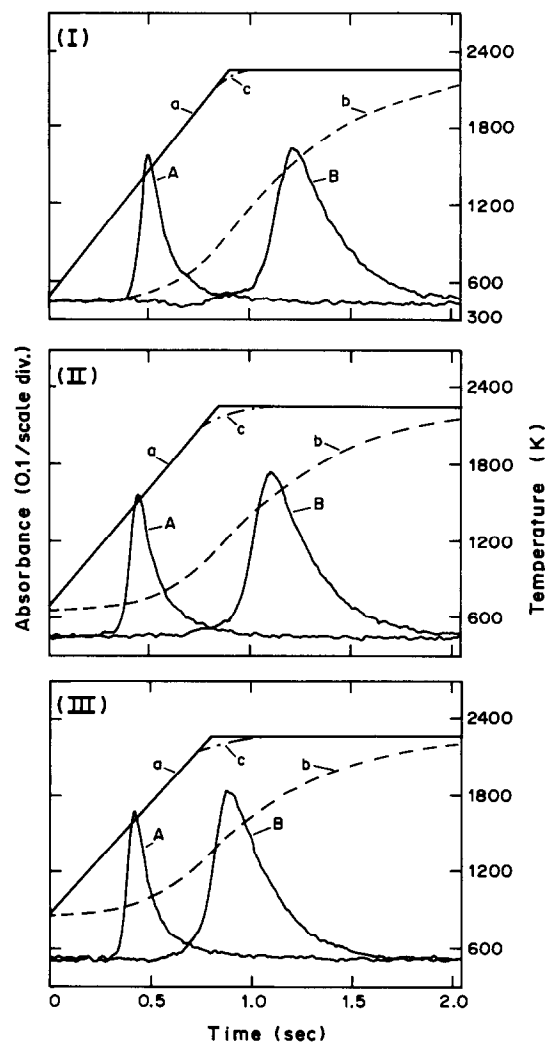 (I)
2400
a
c
b
1800
A
B
1200
600
300
Absorbance (0.1/scale div.)
Temperature (K)
(II)
2400
a
c
b
1800
A
B
1200
600
(III)
2400
a
c
b
1800
A
B
1200
600
0 0.5 1.0 1.5 2.0
Time (sec)